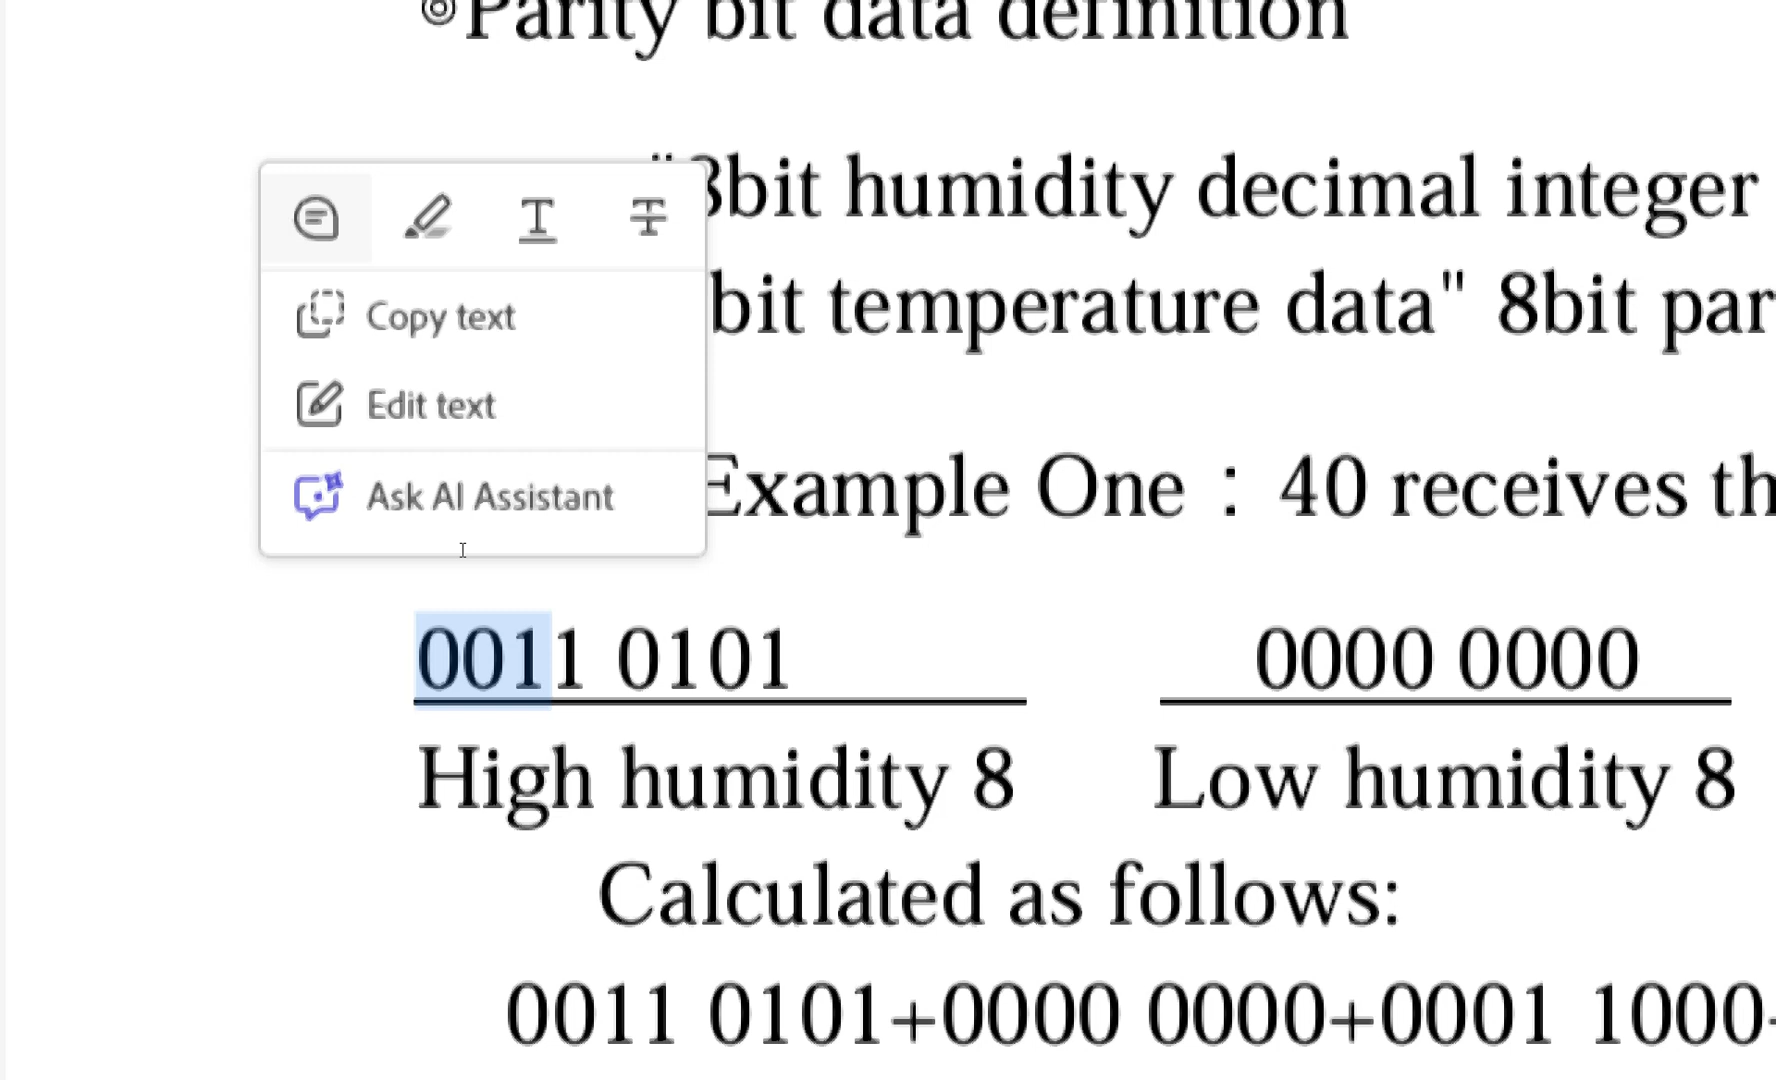 ◎Parity bit data definition
"8bit humidity decimal integer
bit temperature data" 8bit par
Copy text
Edit text
Ask AI Assistant
Example One：40 receives th
0011 0101 0000 0000
High humidity 8 Low humidity 8
Calculated as follows:
0011 0101+0000 0000+0001 1000